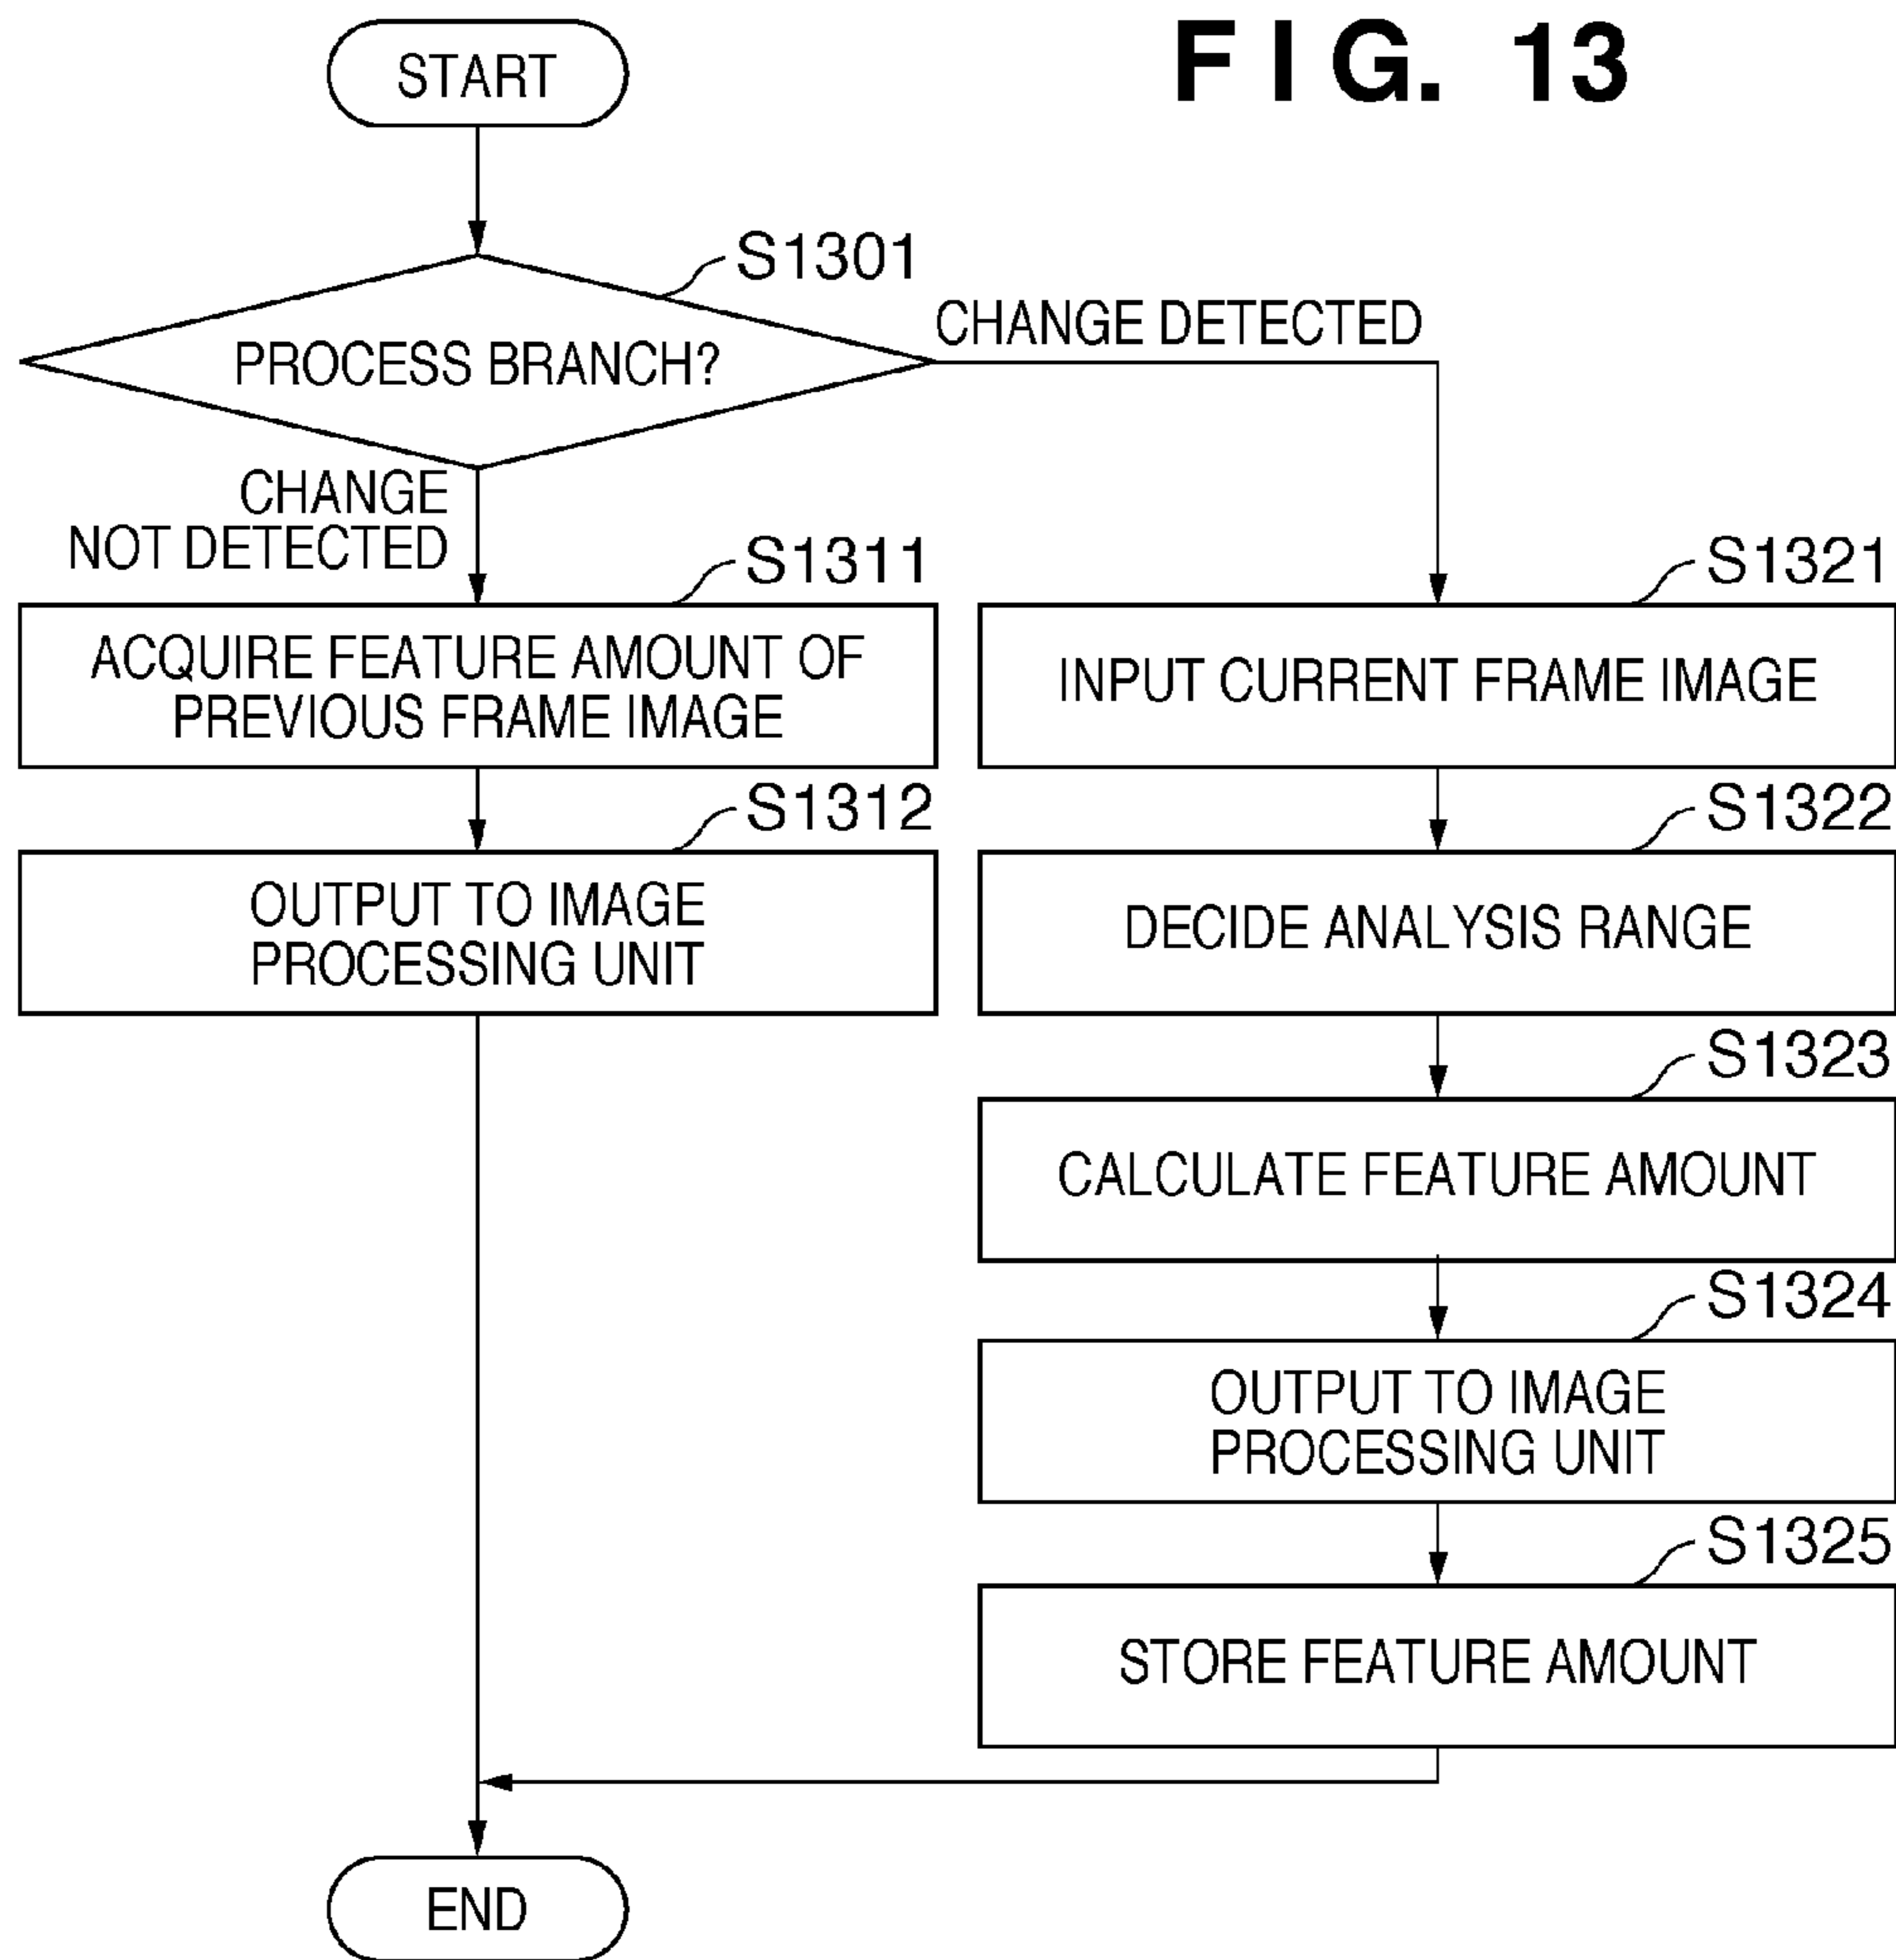 FIG. 13
START
S1301
PROCESS BRANCH?
CHANGE DETECTED
CHANGE
NOT DETECTED
S1311
ACQUIRE FEATURE AMOUNT OF
PREVIOUS FRAME IMAGE
S1312
OUTPUT TO IMAGE
PROCESSING UNIT
S1321
INPUT CURRENT FRAME IMAGE
S1322
DECIDE ANALYSIS RANGE
S1323
CALCULATE FEATURE AMOUNT
S1324
OUTPUT TO IMAGE
PROCESSING UNIT
S1325
STORE FEATURE AMOUNT
END